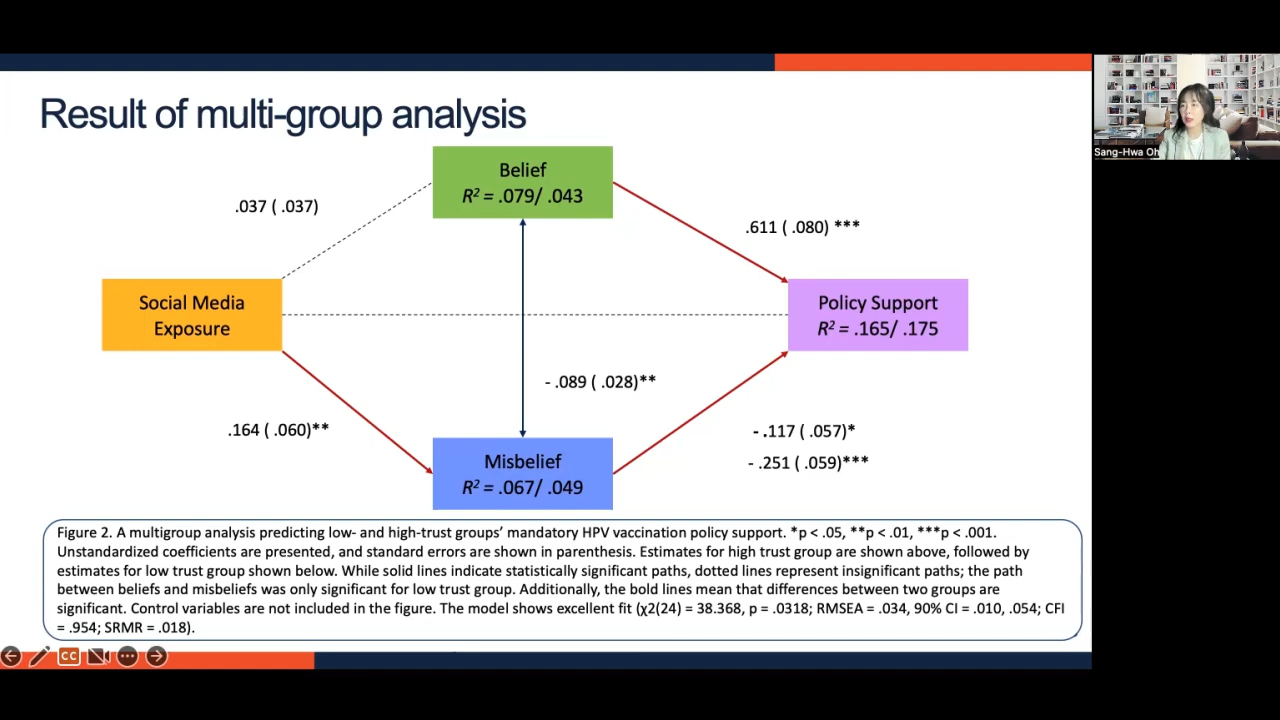 Result of multi-group analysis
Sang-Hwa Oh
Belief
R² = .079/ .043
.037 ( .037)
.611 ( .080) ***
Social Media
Exposure
Policy Support
R² = .165/ .175
- .089 ( .028)**
.164 ( .060)**
- .117 ( .057)*
- .251 ( .059)***
Misbelief
R² = .067/ .049
Figure 2. A multigroup analysis predicting low- and high-trust groups’ mandatory HPV vaccination policy support. *p < .05, **p < .01, ***p < .001.
Unstandardized coefficients are presented, and standard errors are shown in parenthesis. Estimates for high trust group are shown above, followed by
estimates for low trust group shown below. While solid lines indicate statistically significant paths, dotted lines represent insignificant paths; the path
between beliefs and misbeliefs was only significant for low trust group. Additionally, the bold lines mean that differences between two groups are
significant. Control variables are not included in the figure. The model shows excellent fit (χ2(24) = 38.368, p = .0318; RMSEA = .034, 90% CI = .010, .054; CFI
= .954; SRMR = .018).
CC